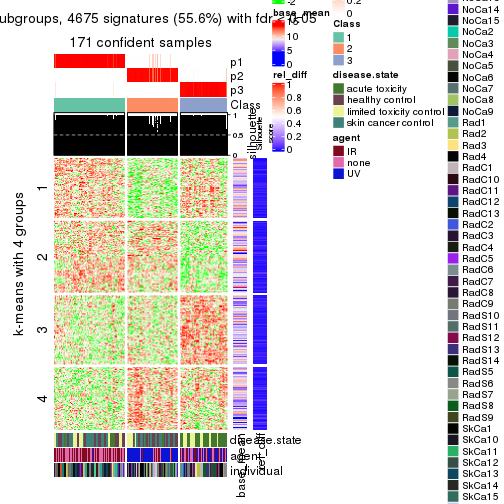 ubgroups, 4675 signatures (55.6%) with fdr < 0.05
171 confident samples
p1
p2
p3
Class
silhouette
1
0.5
0
Silhouette
score
k-means with 4 groups
1
2
3
4
disease.state
agent
individual
base_mean
rel_diff
-2
base_mean
15
10
5
0
rel_diff
1
0.8
0.6
0.4
0.2
0
0.2
0
Class
1
2
3
disease.state
acute toxicity
healthy control
limited toxicity control
skin cancer control
agent
IR
none
UV
NoCa14
NoCa15
NoCa2
NoCa3
NoCa5
NoCa6
NoCa7
NoCa8
NoCa9
Rad1
Rad2
Rad3
Rad4
RadC1
RadC10
RadC11
RadC12
RadC13
RadC2
RadC3
RadC4
RadC5
RadC6
RadC7
RadC8
RadC9
RadS10
RadS11
RadS12
RadS13
RadS14
RadS5
RadS6
RadS7
RadS8
RadS9
SkCa1
SkCa10
SkCa11
SkCa12
SkCa13
SkCa14
SkCa15